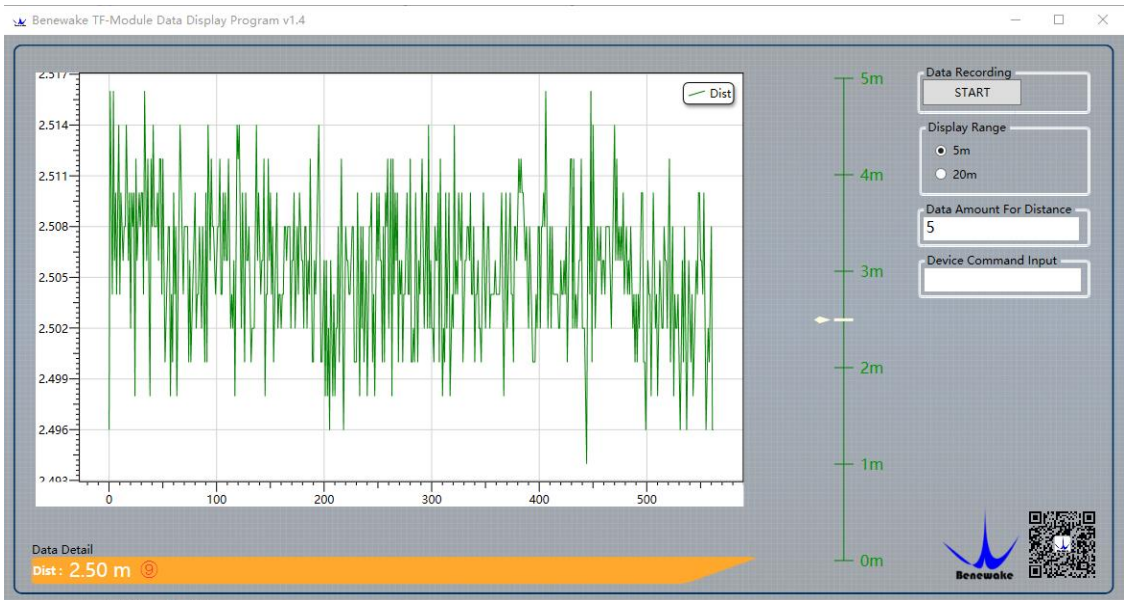 Benewake TF-Module Data Display Program v1.4
2.517
2.514
2.511
2.508
2.505
2.502
2.499
2.496
2.493
0 100 200 300 400 500
Dist
5m
4m
3m
2m
1m
0m
Data Recording
START
Display Range
5m
20m
Data Amount For Distance
5
Device Command Input
Data Detail
Dist : 2.50 m ⑨
Benewake